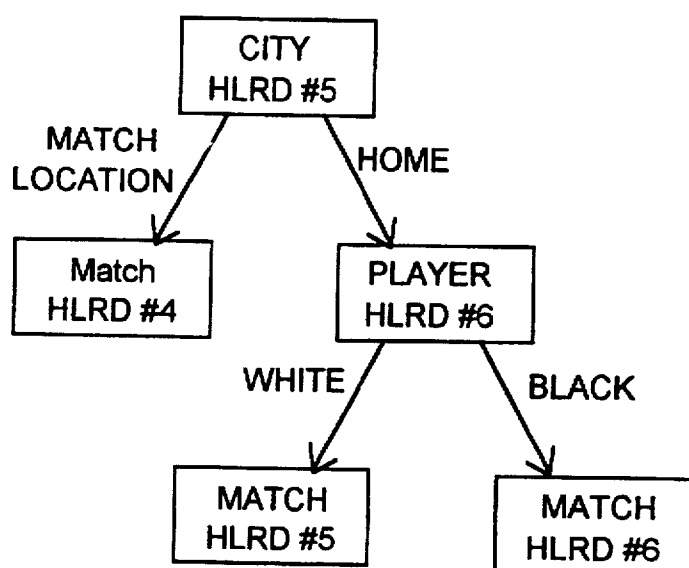 CITY
HLRD #5
MATCH
LOCATION
HOME
Match
HLRD #4
PLAYER
HLRD #6
WHITE
BLACK
MATCH
HLRD #5
MATCH
HLRD #6